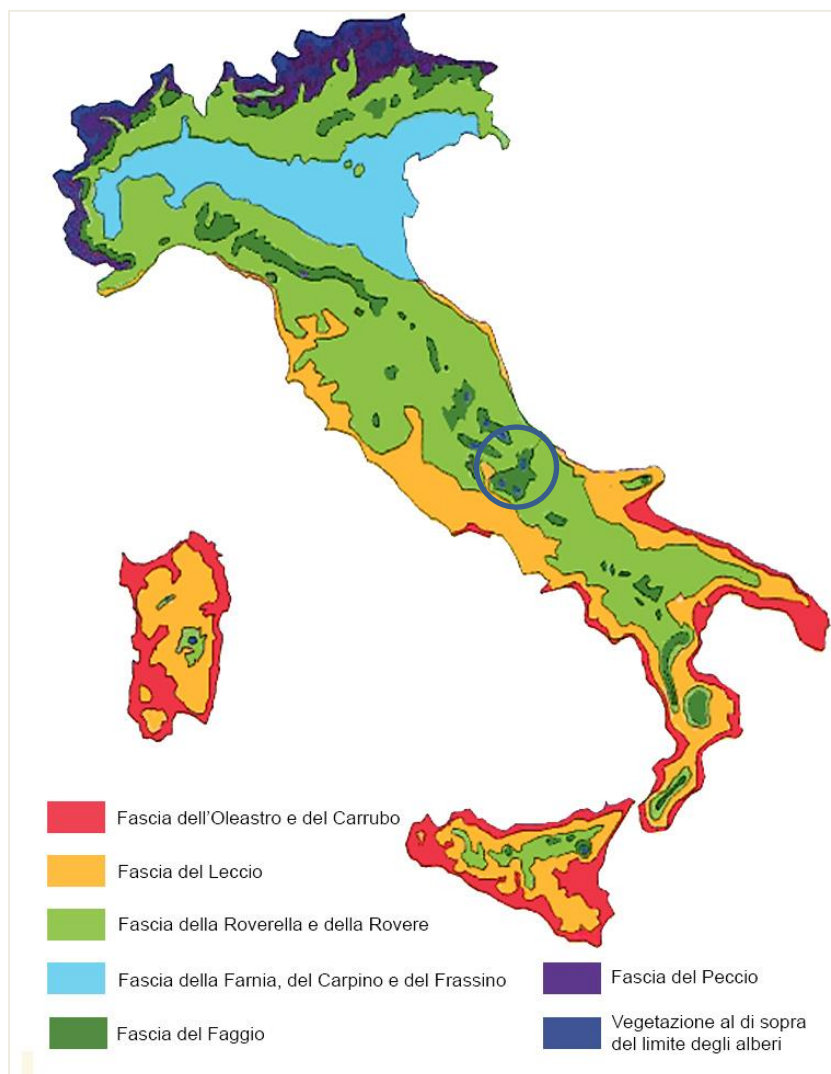 Fascia dell'Oleastro e del Carrubo
Fascia del Leccio
Fascia della Roverella e della Rovere
Fascia della Farnia, del Carpino e del Frassino
Fascia del Faggio
Fascia del Peccio
Vegetazione al di sopra
del limite degli alberi